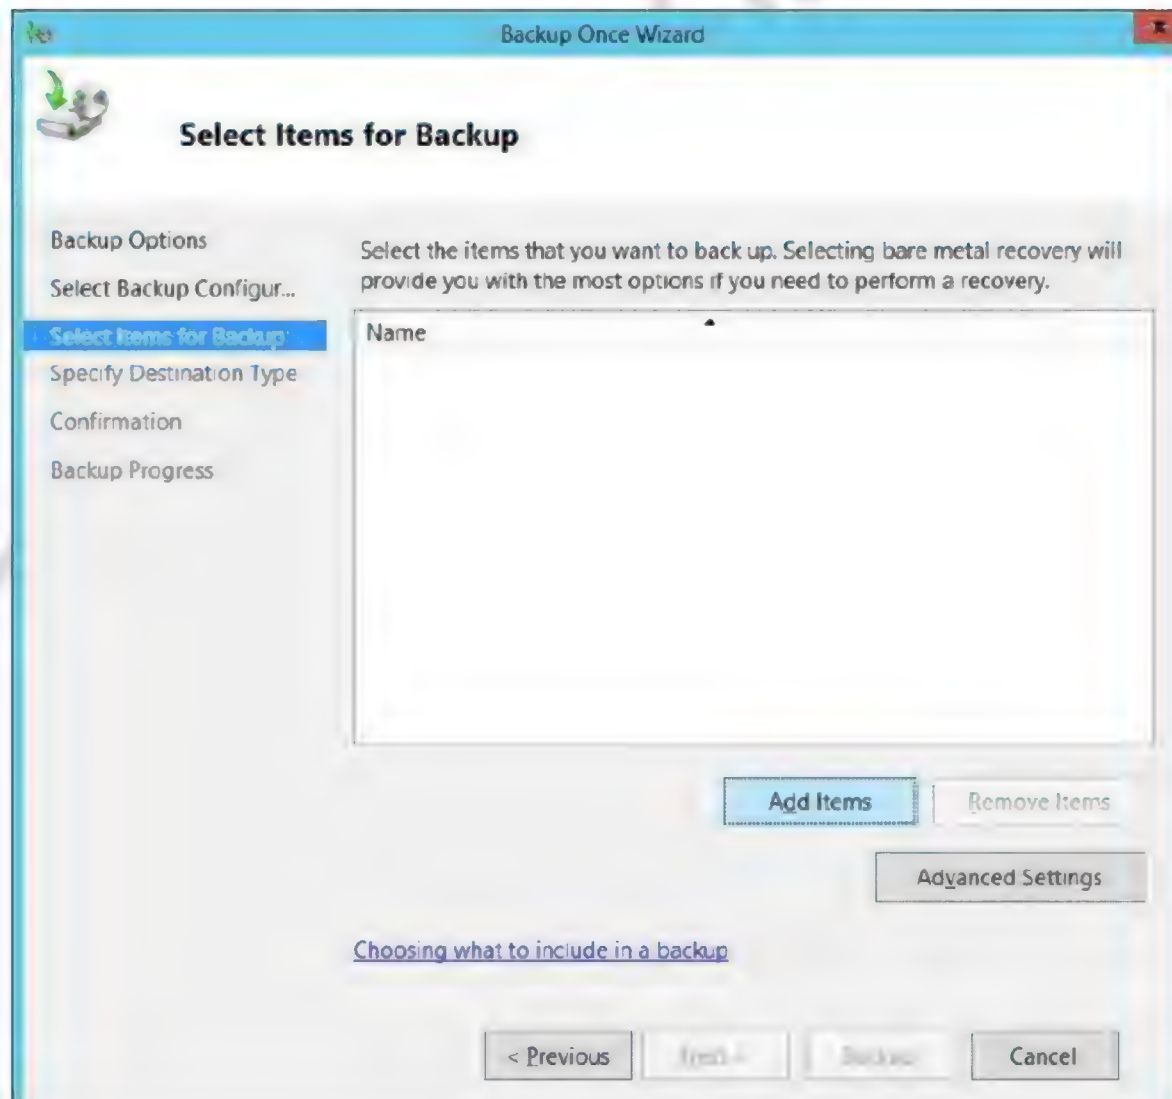 Backup Once Wizard
Select Items for Backup
Backup Options
Select Backup Configur...
Select Items for Backup
Specify Destination Type
Confirmation
Backup Progress
Select the items that you want to back up. Selecting bare metal recovery will
provide you with the most options if you need to perform a recovery.
Name
Add Items
Remove Items
Advanced Settings
Choosing what to include in a backup
< Previous
Next >
Backup
Cancel